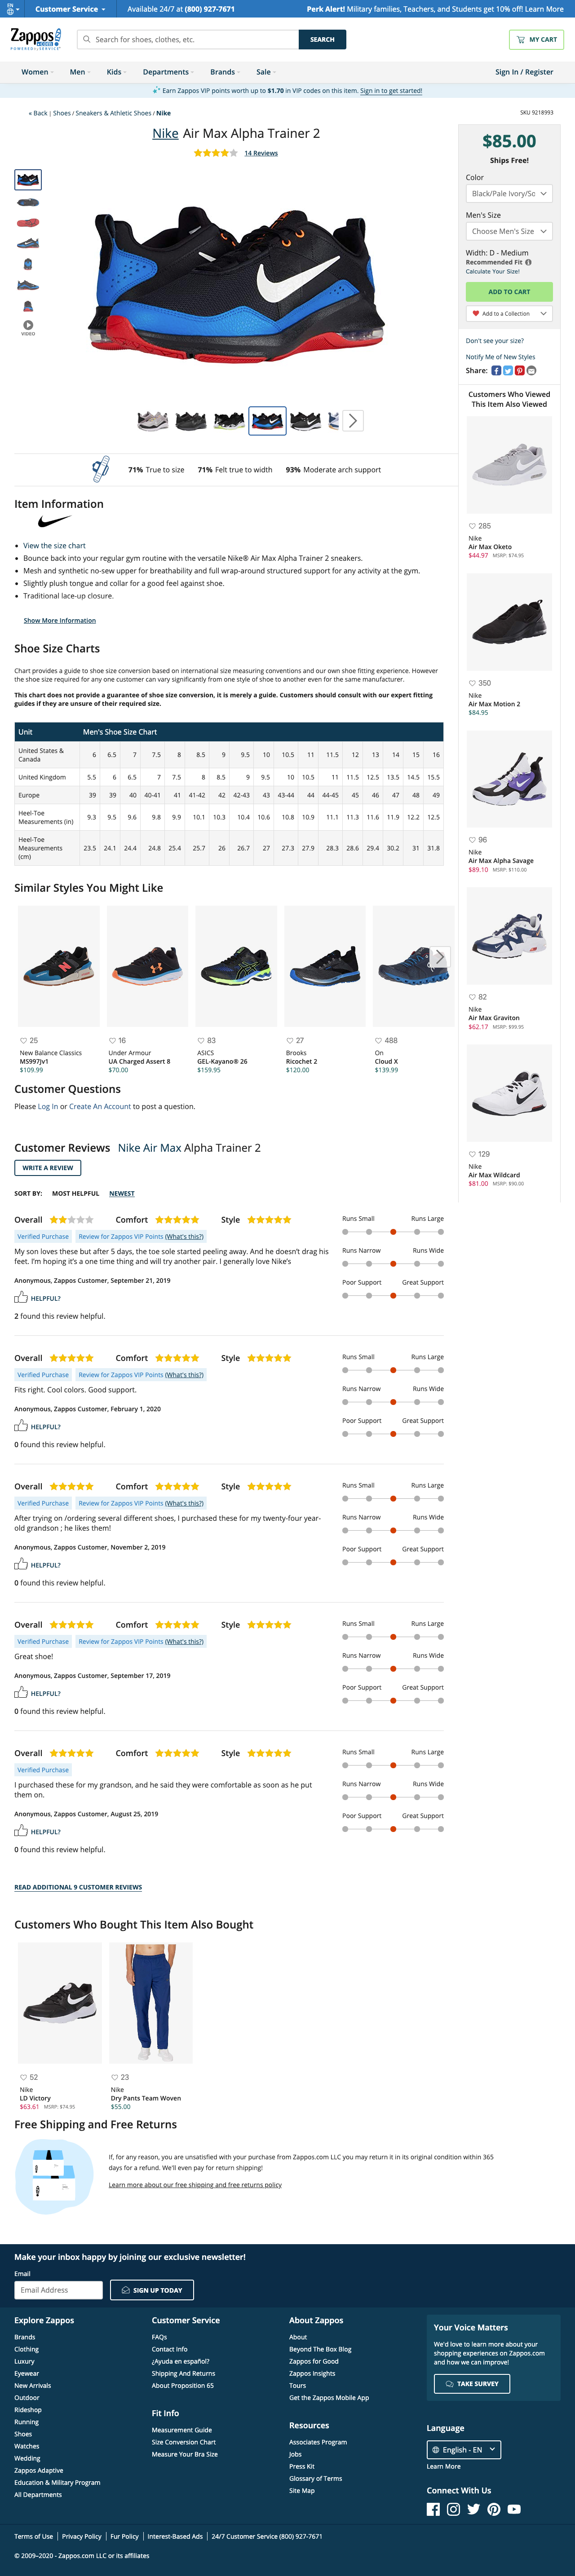 EN
Customer Service
Available 24/7 at (800) 927-7671
Perk Alert! Military families, Teachers, and Students get 10% off! Learn More
Zappos
.com
POWERED by SERVICE
Search for shoes, clothes, etc.
SEARCH
MY CART
Women
Men
Kids
Departments
Brands
Sale
Sign In / Register
Earn Zappos VIP points worth up to $1.70 in VIP codes on this item. Sign in to get started!
« Back | Shoes / Sneakers & Athletic Shoes / Nike
SKU 9218993
Nike Air Max Alpha Trainer 2
14 Reviews
VIDEO
$85.00
Ships Free!
Color
Black/Pale Ivory/So
Men's Size
Choose Men's Size
Width: D - Medium
Recommended Fit
Calculate Your Size!
ADD TO CART
Add to a Collection
Don't see your size?
Notify Me of New Styles
Share:
71% True to size
71% Felt true to width
93% Moderate arch support
Item Information
View the size chart
Bounce back into your regular gym routine with the versatile Nike® Air Max Alpha Trainer 2 sneakers.
Mesh and synthetic no-sew upper for breathability and full wrap-around structured support for any activity at the gym.
Slightly plush tongue and collar for a good feel against shoe.
Traditional lace-up closure.
Show More Information
Customers Who Viewed
This Item Also Viewed
285
Nike
Air Max Oketo
$44.97 MSRP: $74.95
350
Nike
Air Max Motion 2
$84.95
96
Nike
Air Max Alpha Savage
$89.10 MSRP: $110.00
82
Nike
Air Max Graviton
$62.17 MSRP: $99.95
129
Nike
Air Max Wildcard
$81.00 MSRP: $90.00
Shoe Size Charts
Chart provides a guide to shoe size conversion based on international size measuring conventions and our own shoe fitting experience. However
the shoe size required for any one customer can vary significantly from one style of shoe to another even for the same manufacturer.
This chart does not provide a guarantee of shoe size conversion, it is merely a guide. Customers should consult with our expert fitting
guides if they are unsure of their required size.
Unit Men's Shoe Size Chart
United States & Canada 6 6.5 7 7.5 8 8.5 9 9.5 10 10.5 11 11.5 12 13 14 15 16
United Kingdom 5.5 6 6.5 7 7.5 8 8.5 9 9.5 10 10.5 11 11.5 12.5 13.5 14.5 15.5
Europe 39 39 40 40-41 41 41-42 42 42-43 43 43-44 44 44-45 45 46 47 48 49
Heel-Toe Measurements (in) 9.3 9.5 9.6 9.8 9.9 10.1 10.3 10.4 10.6 10.8 10.9 11.1 11.3 11.6 11.9 12.2 12.5
Heel-Toe Measurements (cm) 23.5 24.1 24.4 24.8 25.4 25.7 26 26.7 27 27.3 27.9 28.3 28.6 29.4 30.2 31 31.8
Similar Styles You Might Like
25
New Balance Classics
MS997Jv1
$109.99
16
Under Armour
UA Charged Assert 8
$70.00
83
ASICS
GEL-Kayano® 26
$159.95
27
Brooks
Ricochet 2
$120.00
488
On
Cloud X
$139.99
Customer Questions
Please Log In or Create An Account to post a question.
Customer Reviews Nike Air Max Alpha Trainer 2
WRITE A REVIEW
SORT BY: MOST HELPFUL NEWEST
Overall Comfort Style
Verified Purchase Review for Zappos VIP Points (What's this?)
My son loves these but after 5 days, the toe sole started peeling away. And he doesn't drag his
feet. I'm hoping it's a one time thing and will try another pair. I generally love Nike's
Anonymous, Zappos Customer, September 21, 2019
HELPFUL?
2 found this review helpful.
Runs Small Runs Large
Runs Narrow Runs Wide
Poor Support Great Support
Overall Comfort Style
Verified Purchase Review for Zappos VIP Points (What's this?)
Fits right. Cool colors. Good support.
Anonymous, Zappos Customer, February 1, 2020
HELPFUL?
0 found this review helpful.
Runs Small Runs Large
Runs Narrow Runs Wide
Poor Support Great Support
Overall Comfort Style
Verified Purchase Review for Zappos VIP Points (What's this?)
After trying on /ordering several different shoes, I purchased these for my twenty-four year-
old grandson ; he likes them!
Anonymous, Zappos Customer, November 2, 2019
HELPFUL?
0 found this review helpful.
Runs Small Runs Large
Runs Narrow Runs Wide
Poor Support Great Support
Overall Comfort Style
Verified Purchase Review for Zappos VIP Points (What's this?)
Great shoe!
Anonymous, Zappos Customer, September 17, 2019
HELPFUL?
0 found this review helpful.
Runs Small Runs Large
Runs Narrow Runs Wide
Poor Support Great Support
Overall Comfort Style
Verified Purchase
I purchased these for my grandson, and he said they were comfortable as soon as he put
them on.
Anonymous, Zappos Customer, August 25, 2019
HELPFUL?
0 found this review helpful.
Runs Small Runs Large
Runs Narrow Runs Wide
Poor Support Great Support
READ ADDITIONAL 9 CUSTOMER REVIEWS
Customers Who Bought This Item Also Bought
52
Nike
LD Victory
$63.61 MSRP: $74.95
23
Nike
Dry Pants Team Woven
$55.00
Free Shipping and Free Returns
If, for any reason, you are unsatisfied with your purchase from Zappos.com LLC you may return it in its original condition within 365
days for a refund. We'll even pay for return shipping!
Learn more about our free shipping and free returns policy
Make your inbox happy by joining our exclusive newsletter!
Email
Email Address
SIGN UP TODAY
Explore Zappos
Brands
Clothing
Luxury
Eyewear
New Arrivals
Outdoor
Rideshop
Running
Shoes
Watches
Wedding
Zappos Adaptive
Education & Military Program
All Departments
Customer Service
FAQs
Contact Info
¿Ayuda en español?
Shipping And Returns
About Proposition 65
Fit Info
Measurement Guide
Size Conversion Chart
Measure Your Bra Size
About Zappos
About
Beyond The Box Blog
Zappos for Good
Zappos Insights
Tours
Get the Zappos Mobile App
Resources
Associates Program
Jobs
Press Kit
Glossary of Terms
Site Map
Your Voice Matters
We'd love to learn more about your
shopping experiences on Zappos.com
and how we can improve!
TAKE SURVEY
Language
English - EN
Learn More
Connect With Us
Terms of Use | Privacy Policy | Fur Policy | Interest-Based Ads | 24/7 Customer Service (800) 927-7671
© 2009–2020 - Zappos.com LLC or its affiliates